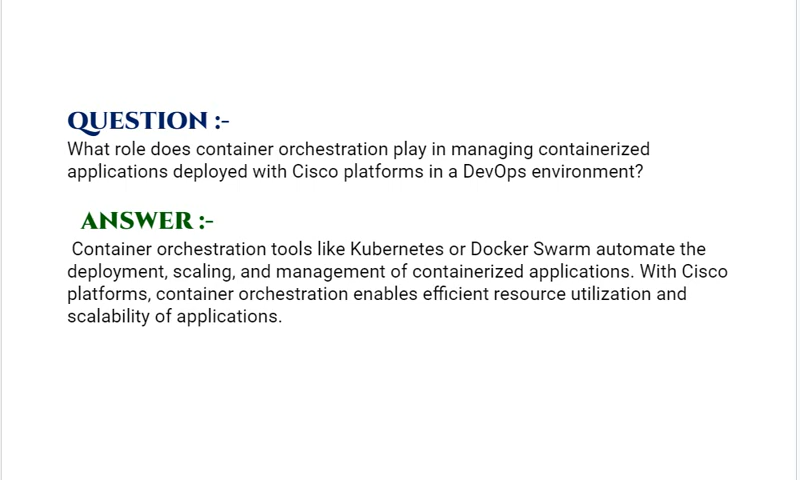 QUESTION :-
What role does container orchestration play in managing containerized
applications deployed with Cisco platforms in a DevOps environment?
ANSWER :-
Container orchestration tools like Kubernetes or Docker Swarm automate the
deployment, scaling, and management of containerized applications. With Cisco
platforms, container orchestration enables efficient resource utilization and
scalability of applications.